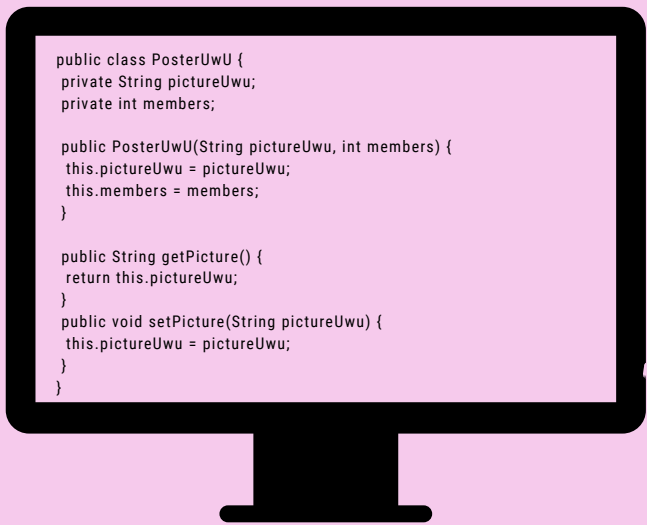 public class PosterUwU {
private String pictureUwu;
private int members;
public PosterUwU(String pictureUwu, int members) {
this.pictureUwu = pictureUwu;
this.members = members;
}
public String getPicture() {
return this.pictureUwu;
}
public void setPicture(String pictureUwu) {
this.pictureUwu = pictureUwu;
}
}